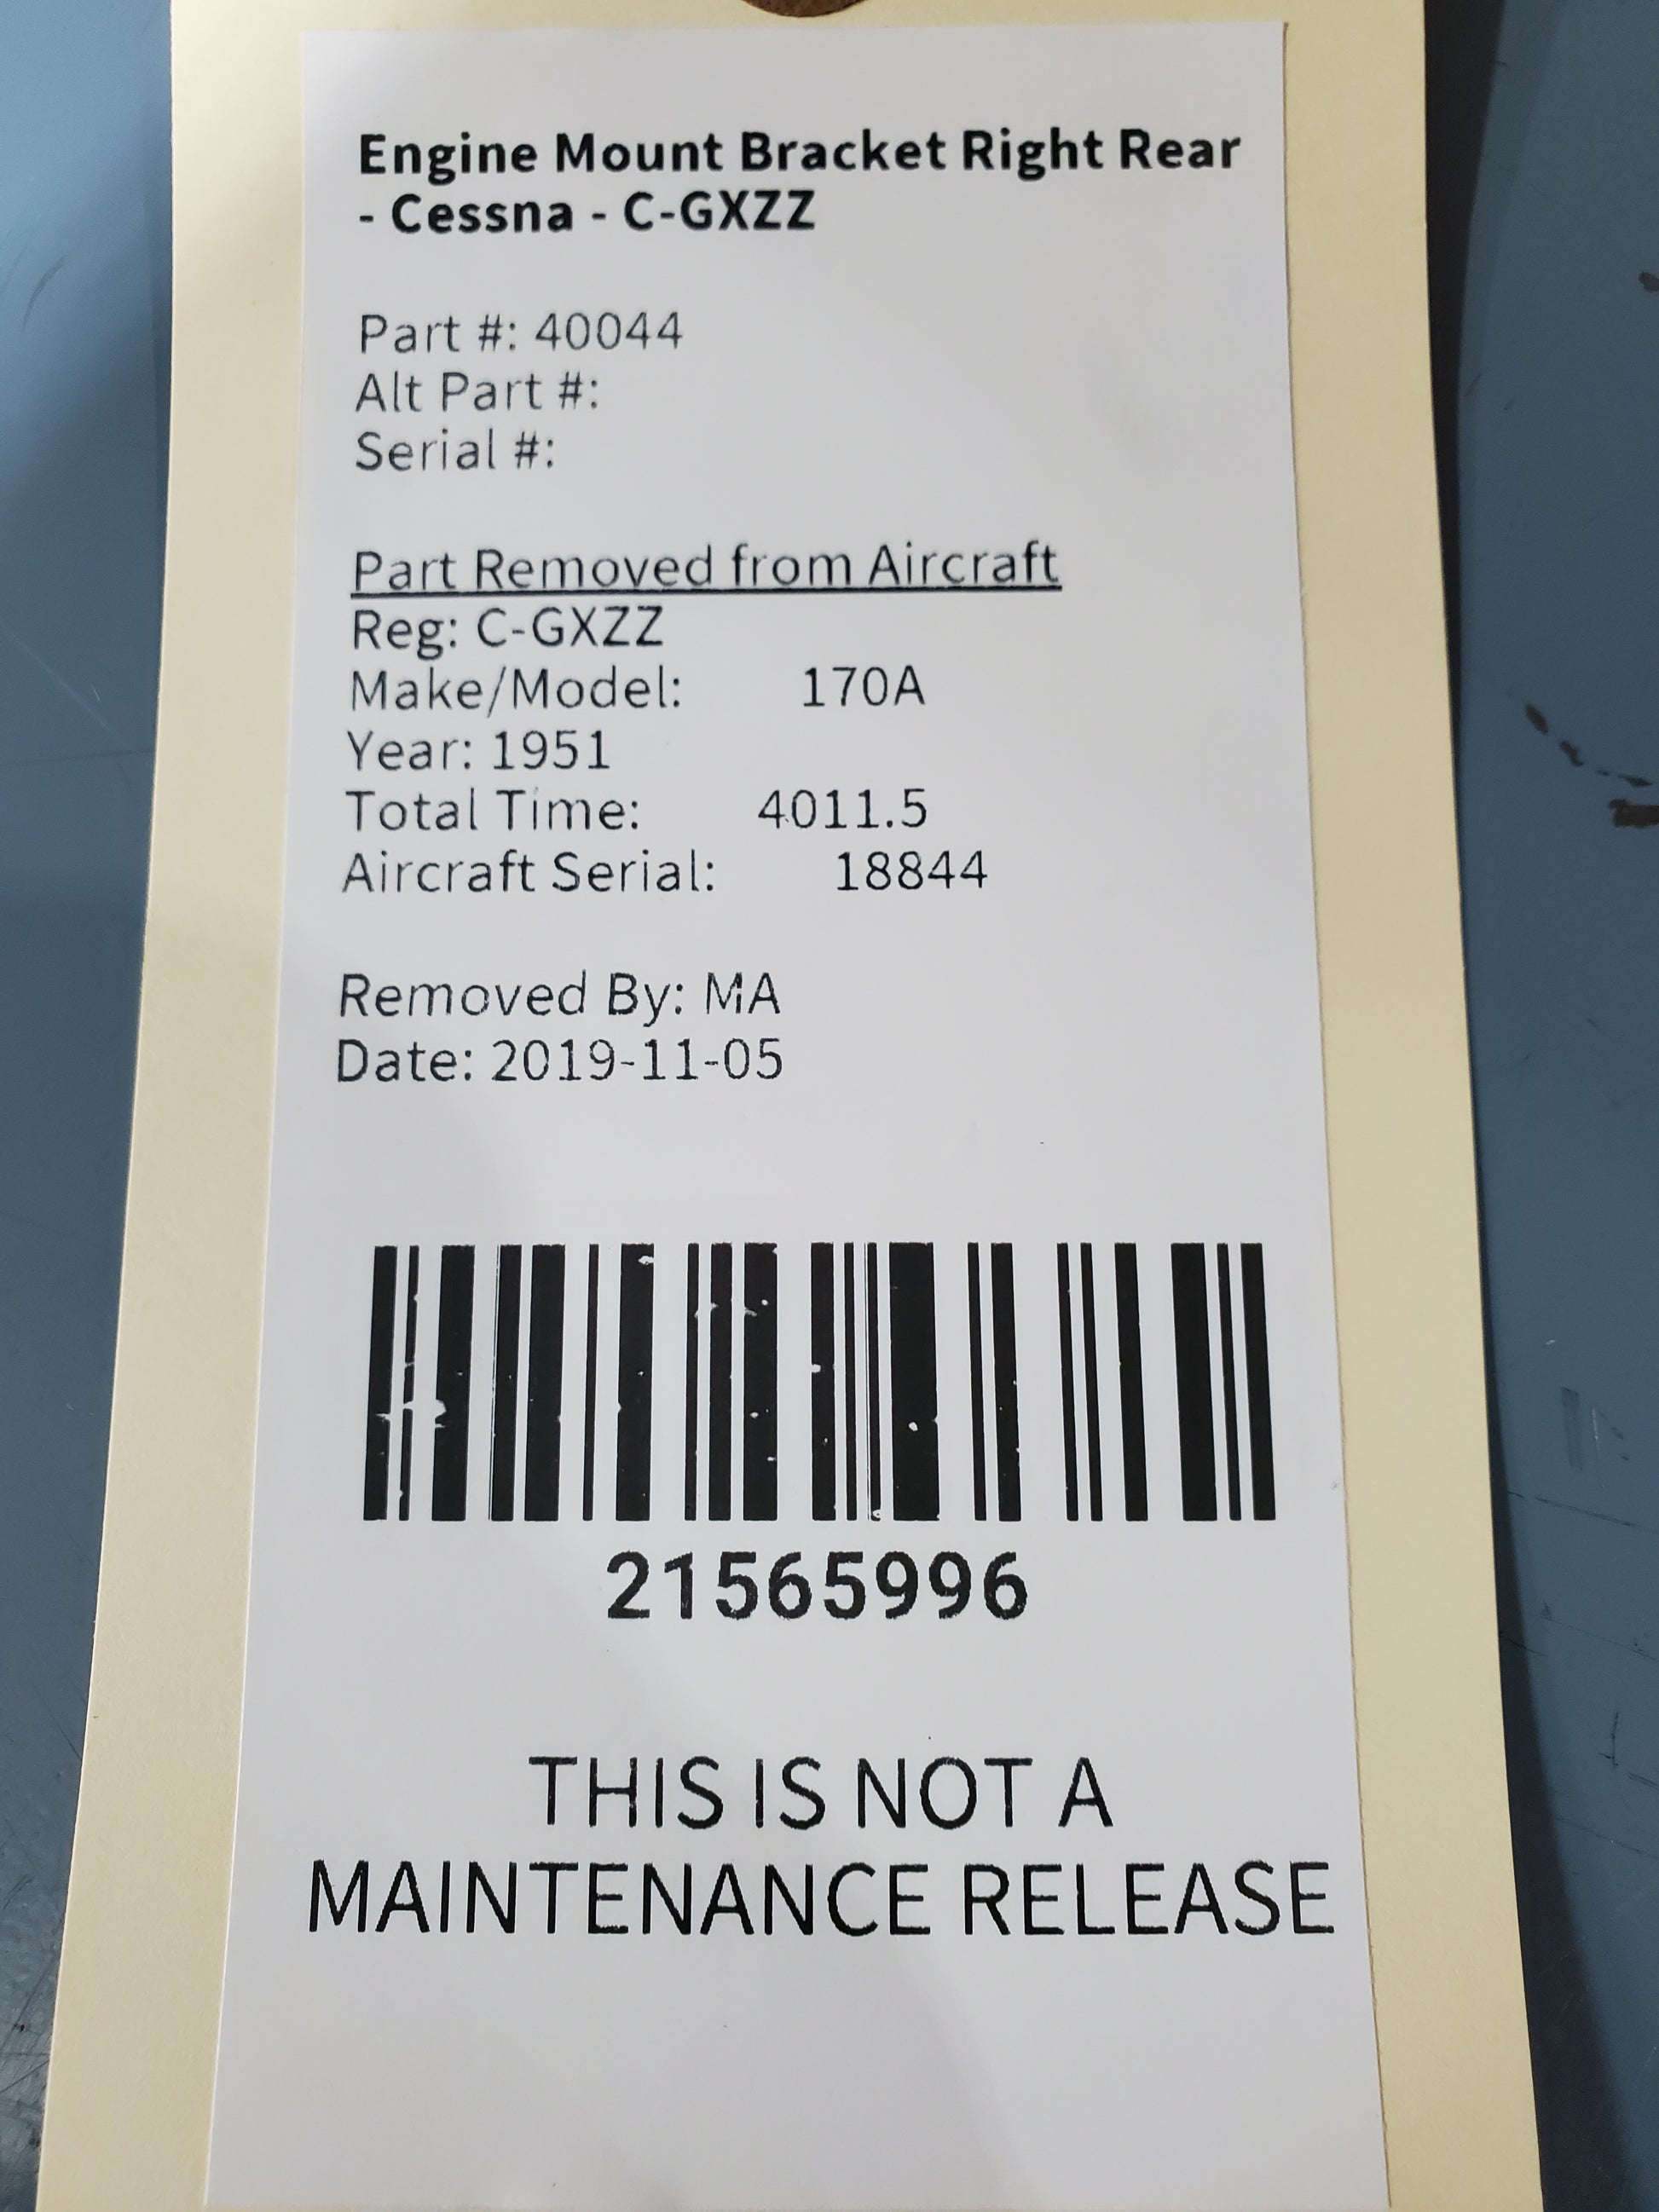 Engine Mount Bracket Right Rear
- Cessna - C-GXZZ
Part #: 40044
Alt Part #:
Serial #:
Part Removed from Aircraft
Reg: C-GXZZ
Make/Model: 170A
Year: 1951
Total Time: 4011.5
Aircraft Serial: 18844
Removed By: MA
Date: 2019-11-05
21565996
THIS IS NOT A
MAINTENANCE RELEASE